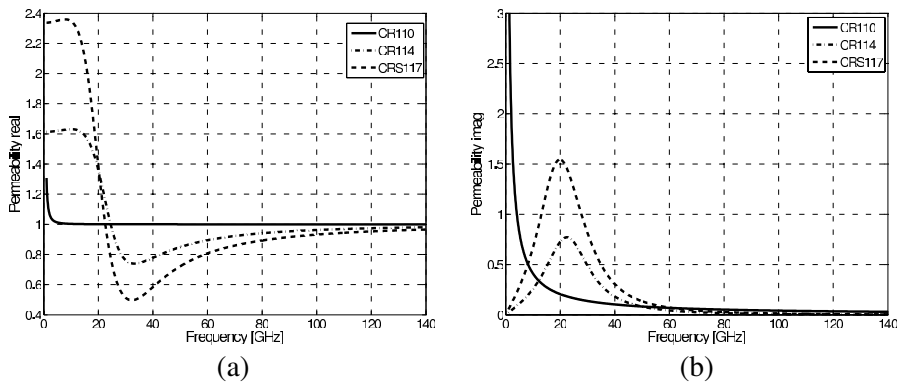 2.4
2.2
2
1.8
1.6
1.4
1.2
1
0.8
0.6
0.4
Permeability real
0 20 40 60 80 100 120 140
Frequency [GHz]
CR110
CR114
CRS117
(a)
3
2.5
2
1.5
1
0.5
0
Permeability imag
0 20 40 60 80 100 120 140
Frequency [GHz]
CR110
CR114
CRS117
(b)